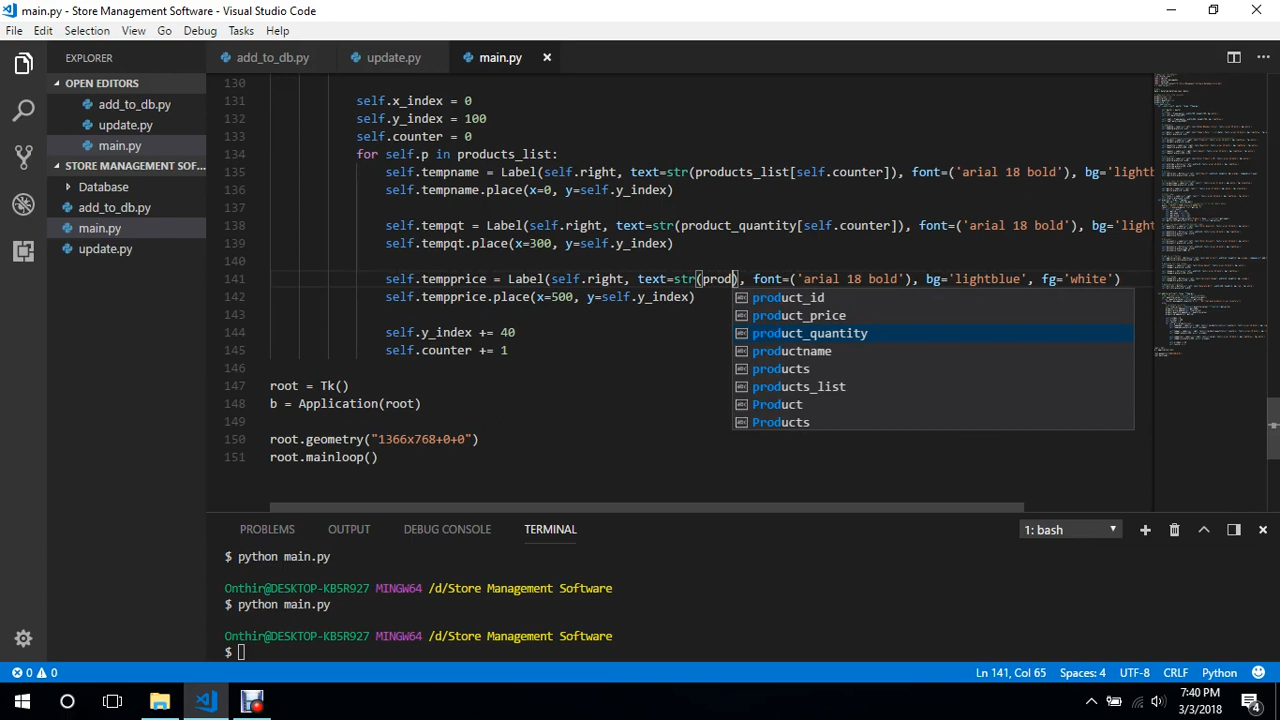 main.py - Store Management Software - Visual Studio Code
File Edit Selection View Go Debug Tasks Help
EXPLORER
OPEN EDITORS
add_to_db.py
update.py
main.py
STORE MANAGEMENT SOF...
Database
add_to_db.py
main.py
update.py
add_to_db.py update.py main.py
130
131 self.x_index = 0
132 self.y_index = 100
133 self.counter = 0
134 for self.p in products_list:
135 self.tempname = Label(self.right, text=str(products_list[self.counter]), font=('arial 18 bold'), bg='lightb
136 self.tempname.place(x=0, y=self.y_index)
137
138 self.tempqt = Label(self.right, text=str(product_quantity[self.counter]), font=('arial 18 bold'), bg='light
139 self.tempqt.place(x=300, y=self.y_index)
140
141 self.tempprice = Label(self.right, text=str(prod), font=('arial 18 bold'), bg='lightblue', fg='white')
142 self.tempprice.place(x=500, y=self.y_index)
143
144 self.y_index += 40
145 self.counter += 1
146
147 root = Tk()
148 b = Application(root)
149
150 root.geometry("1366x768+0+0")
151 root.mainloop()
product_id
product_price
product_quantity
productname
products
products_list
Product
Products
PROBLEMS OUTPUT DEBUG CONSOLE TERMINAL 1: bash
$ python main.py
Onthir@DESKTOP-KB5R927 MINGW64 /d/Store Management Software
$ python main.py
Onthir@DESKTOP-KB5R927 MINGW64 /d/Store Management Software
$
0 0 Ln 141, Col 65 Spaces: 4 UTF-8 CRLF Python
7:40 PM
3/3/2018
4